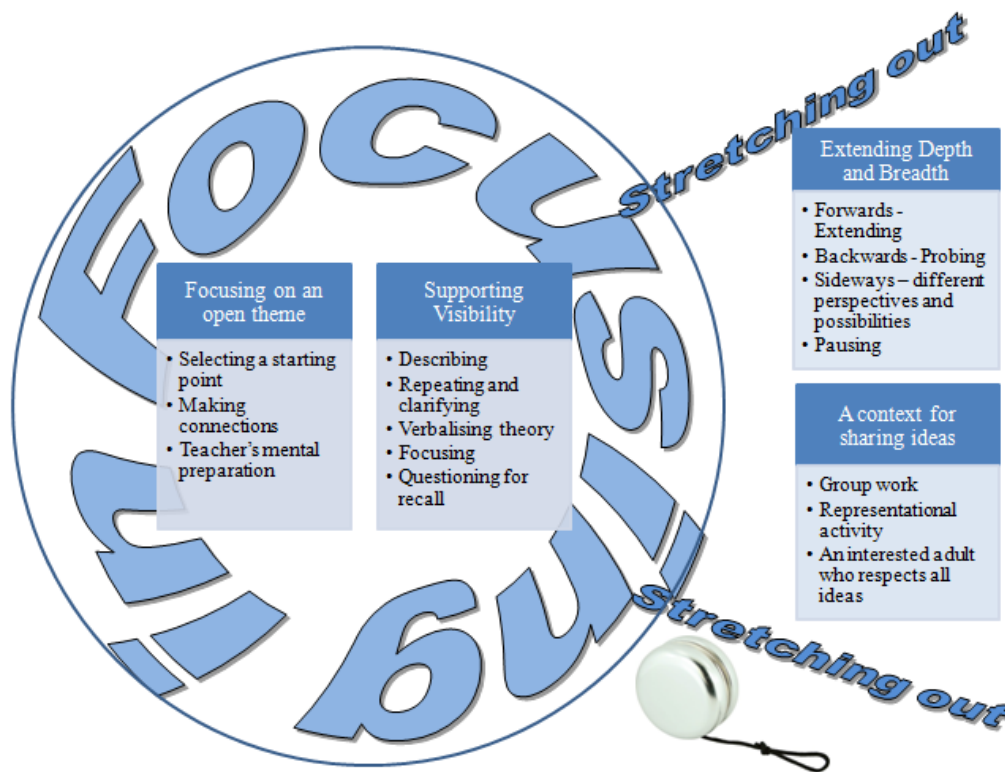 Focusing in
Stretching out
Focusing on an
open theme
• Selecting a starting
point
• Making
connections
• Teacher's mental
preparation
Supporting
Visibility
• Describing
• Repeating and
clarifying
• Verbalising theory
• Focusing
• Questioning for
recall
Extending Depth
and Breadth
• Forwards -
Extending
• Backwards - Probing
• Sideways – different
perspectives and
possibilities
• Pausing
A context for
sharing ideas
• Group work
• Representational
activity
• An interested adult
who respects all
ideas
Stretching out